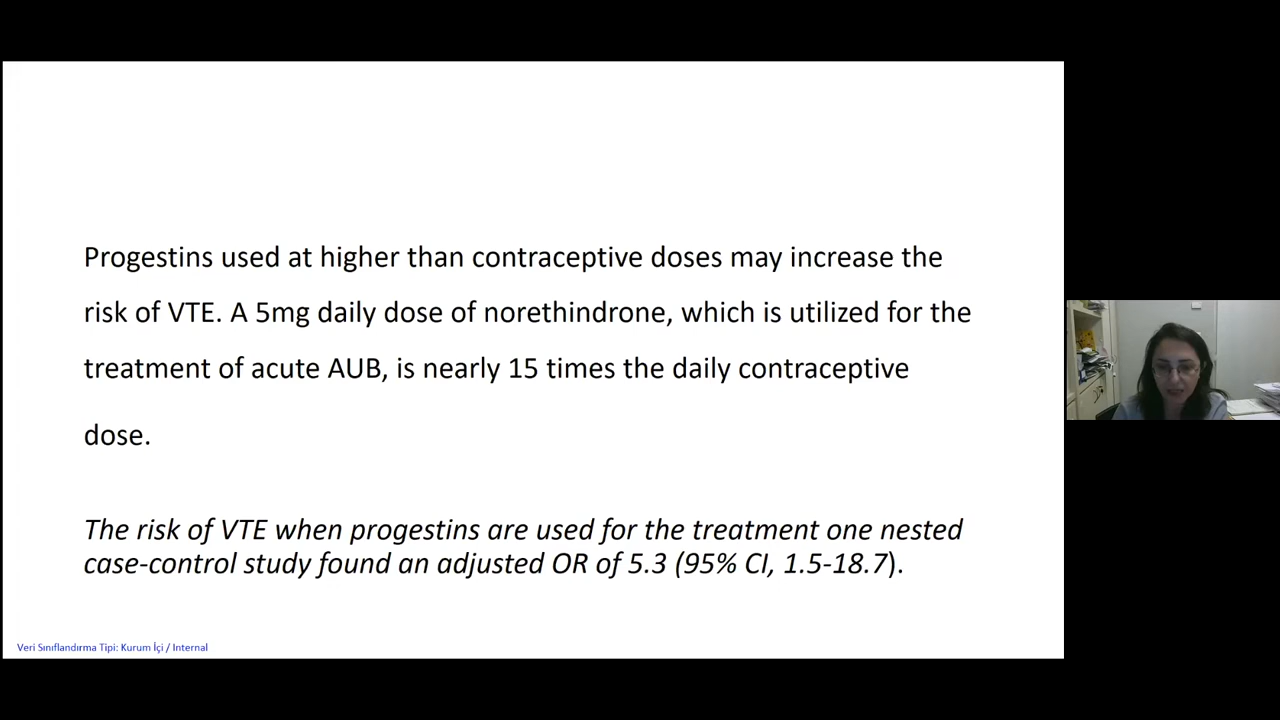 Progestins used at higher than contraceptive doses may increase the
risk of VTE. A 5mg daily dose of norethindrone, which is utilized for the
treatment of acute AUB, is nearly 15 times the daily contraceptive
dose.
The risk of VTE when progestins are used for the treatment one nested
case-control study found an adjusted OR of 5.3 (95% CI, 1.5-18.7).
Veri Sınıflandırma Tipi: Kurum İçi / Internal